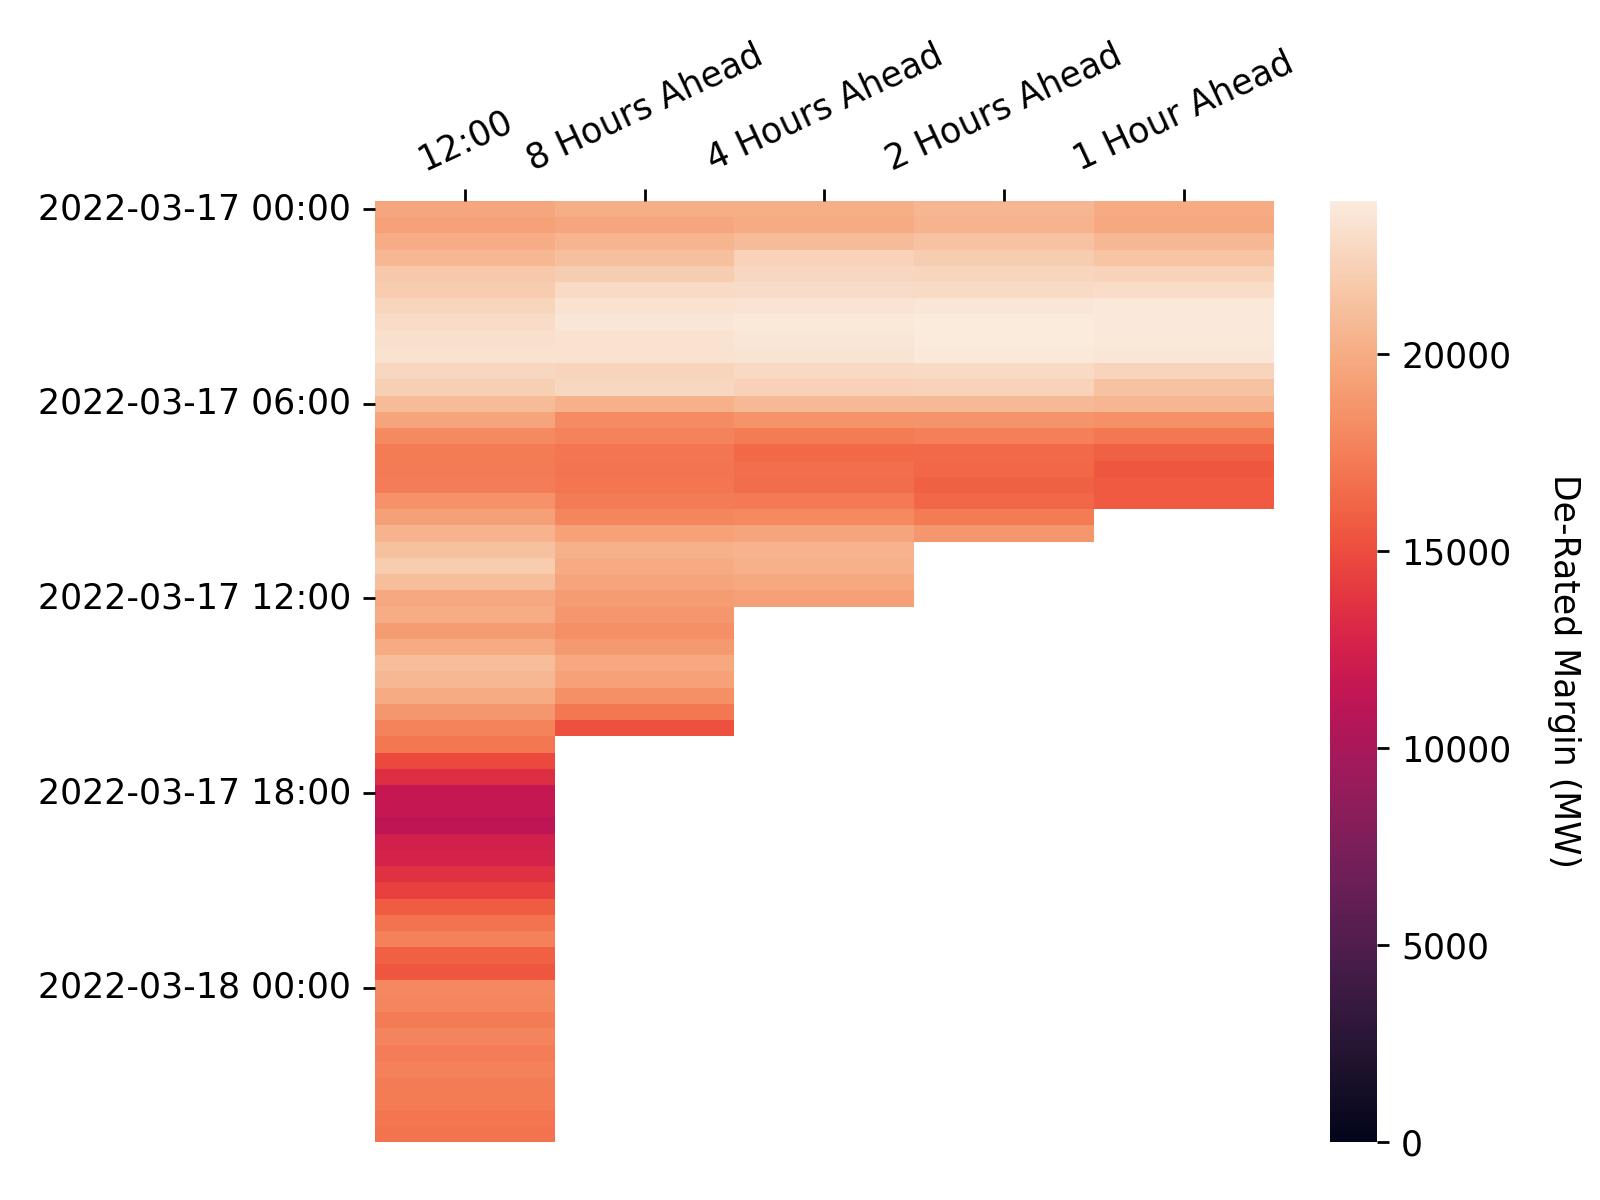 12:00
8 Hours Ahead
4 Hours Ahead
2 Hours Ahead
1 Hour Ahead
2022-03-17 00:00
2022-03-17 06:00
2022-03-17 12:00
2022-03-17 18:00
2022-03-18 00:00
20000
15000
10000
5000
0
De-Rated Margin (MW)